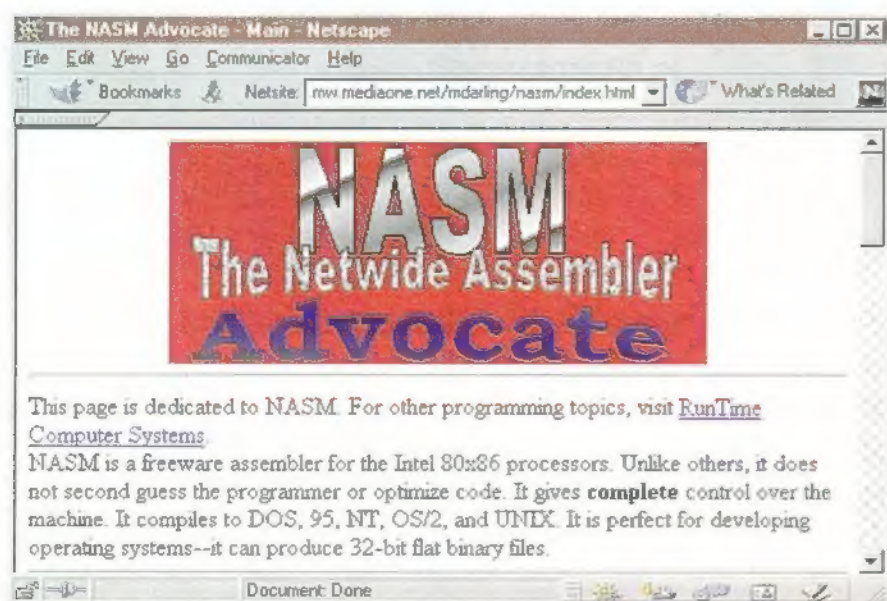 The NASM Advocate - Main - Netscape
File Edit View Go Communicator Help
Bookmarks Netsite: mw.mediaone.net/mdarling/nasm/index.html What's Related N
NASM
The Netwide Assembler
Advocate
This page is dedicated to NASM. For other programming topics, visit RunTime
Computer Systems.
NASM is a freeware assembler for the Intel 80x86 processors. Unlike others, it does
not second guess the programmer or optimize code. It gives complete control over the
machine. It compiles to DOS, 95, NT, OS/2, and UNIX. It is perfect for developing
operating systems--it can produce 32-bit flat binary files.
Document: Done